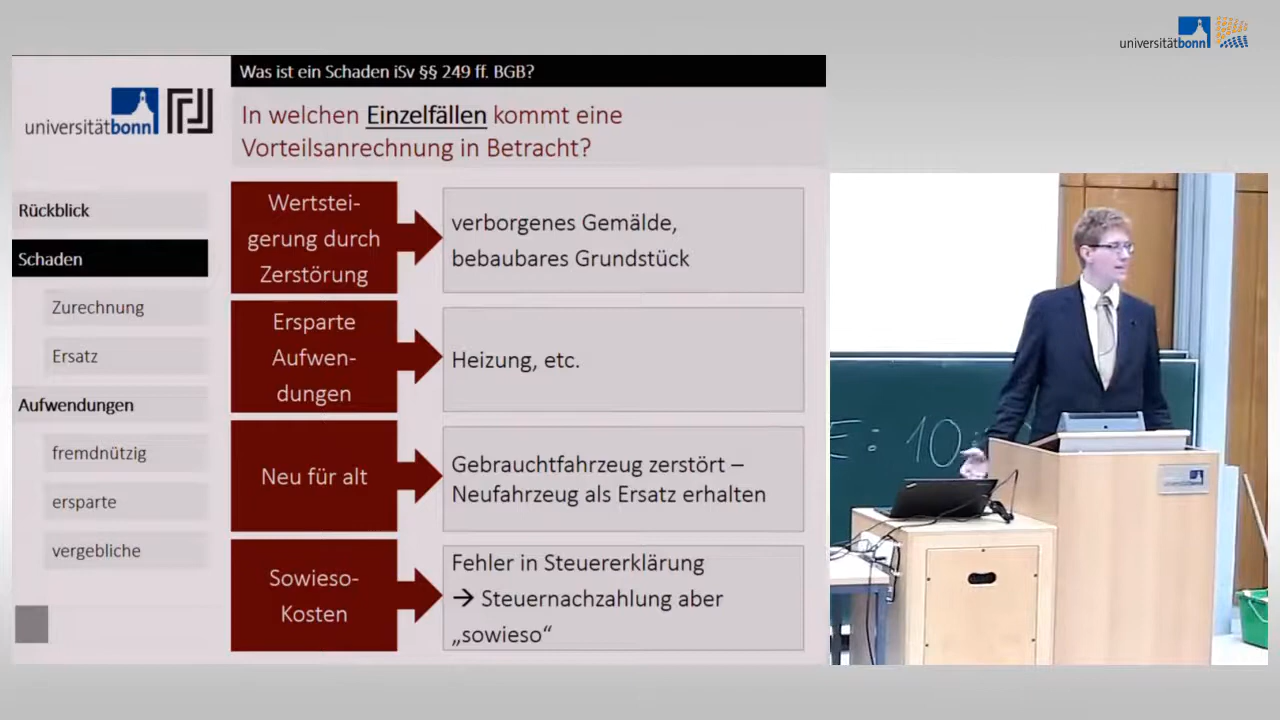 universitätbonn
Was ist ein Schaden iSv §§ 249 ff. BGB?
universitätbonn
In welchen Einzelfällen kommt eine
Vorteilsanrechnung in Betracht?
Rückblick
Schaden
Zurechnung
Ersatz
Aufwendungen
fremdnützig
ersparte
vergebliche
Wertstei-
gerung durch
Zerstörung
verborgenes Gemälde,
bebaubares Grundstück
Ersparte
Aufwen-
dungen
Heizung, etc.
Neu für alt
Gebrauchtfahrzeug zerstört –
Neufahrzeug als Ersatz erhalten
Sowieso-
Kosten
Fehler in Steuererklärung
→ Steuernachzahlung aber
„sowieso“